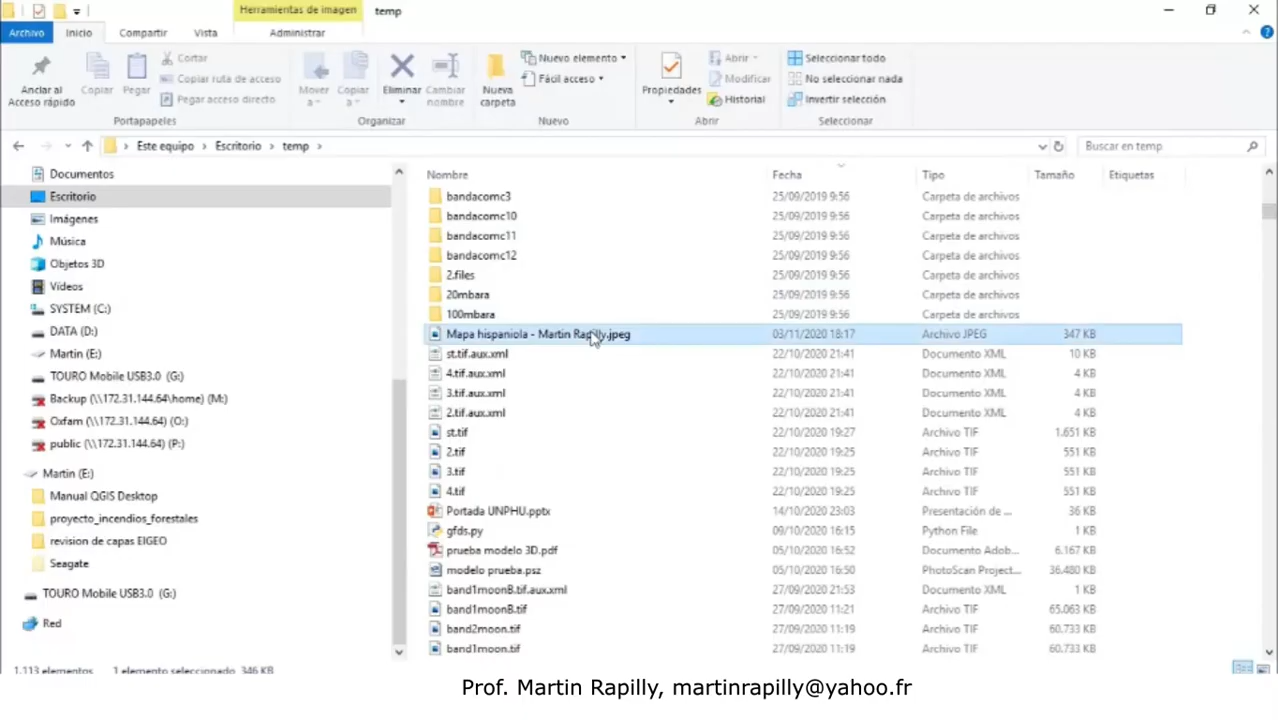 Herramientas de imagen
temp
Archivo
Inicio
Compartir
Vista
Administrar
Anclar al
Acceso rápido
Copiar
Pegar
Cortar
Copiar ruta de acceso
Pegar acceso directo
Portapapeles
Mover
a
Copiar
a
Eliminar
Cambiar
nombre
Organizar
Nueva
carpeta
Nuevo elemento
Fácil acceso
Nuevo
Propiedades
Abrir
Modificar
Historial
Abrir
Seleccionar todo
No seleccionar nada
Invertir selección
Seleccionar
Este equipo > Escritorio > temp >
Buscar en temp
Documentos
Escritorio
Imágenes
Música
Objetos 3D
Vídeos
SYSTEM (C:)
DATA (D:)
Martin (E:)
TOURO Mobile USB3.0 (G:)
Backup (\\172.31.144.64\home) (M:)
Oxfam (\\172.31.144.64) (O:)
public (\\172.31.144.64) (P:)
Martin (E:)
Manual QGIS Desktop
proyecto_incendios_forestales
revision de capas EIGEO
Seagate
TOURO Mobile USB3.0 (G:)
Red
Nombre Fecha Tipo Tamaño Etiquetas
bandacomc3 25/09/2019 9:56 Carpeta de archivos
bandacomc10 25/09/2019 9:56 Carpeta de archivos
bandacomc11 25/09/2019 9:56 Carpeta de archivos
bandacomc12 25/09/2019 9:56 Carpeta de archivos
2.files 25/09/2019 9:56 Carpeta de archivos
20mbara 25/09/2019 9:56 Carpeta de archivos
100mbara 25/09/2019 9:56 Carpeta de archivos
Mapa hispaniola - Martin Rapilly.jpeg 03/11/2020 18:17 Archivo JPEG 347 KB
st.tif.aux.xml 22/10/2020 21:41 Documento XML 10 KB
4.tif.aux.xml 22/10/2020 21:41 Documento XML 4 KB
3.tif.aux.xml 22/10/2020 21:41 Documento XML 4 KB
2.tif.aux.xml 22/10/2020 21:41 Documento XML 4 KB
st.tif 22/10/2020 19:27 Archivo TIF 1.651 KB
2.tif 22/10/2020 19:25 Archivo TIF 551 KB
3.tif 22/10/2020 19:25 Archivo TIF 551 KB
4.tif 22/10/2020 19:25 Archivo TIF 551 KB
Portada UNPHU.pptx 14/10/2020 23:03 Presentación de ... 36 KB
gfds.py 09/10/2020 16:15 Python File 1 KB
prueba modelo 3D.pdf 05/10/2020 16:52 Documento Adob... 6.167 KB
modelo prueba.psz 05/10/2020 16:50 PhotoScan Project... 36.480 KB
band1moonB.tif.aux.xml 27/09/2020 21:53 Documento XML 1 KB
band1moonB.tif 27/09/2020 11:21 Archivo TIF 65.063 KB
band2moon.tif 27/09/2020 11:19 Archivo TIF 60.733 KB
band1moon.tif 27/09/2020 11:19 Archivo TIF 60.733 KB
1.113 elementos 1 elemento seleccionado 346 KB
Prof. Martin Rapilly, martinrapilly@yahoo.fr